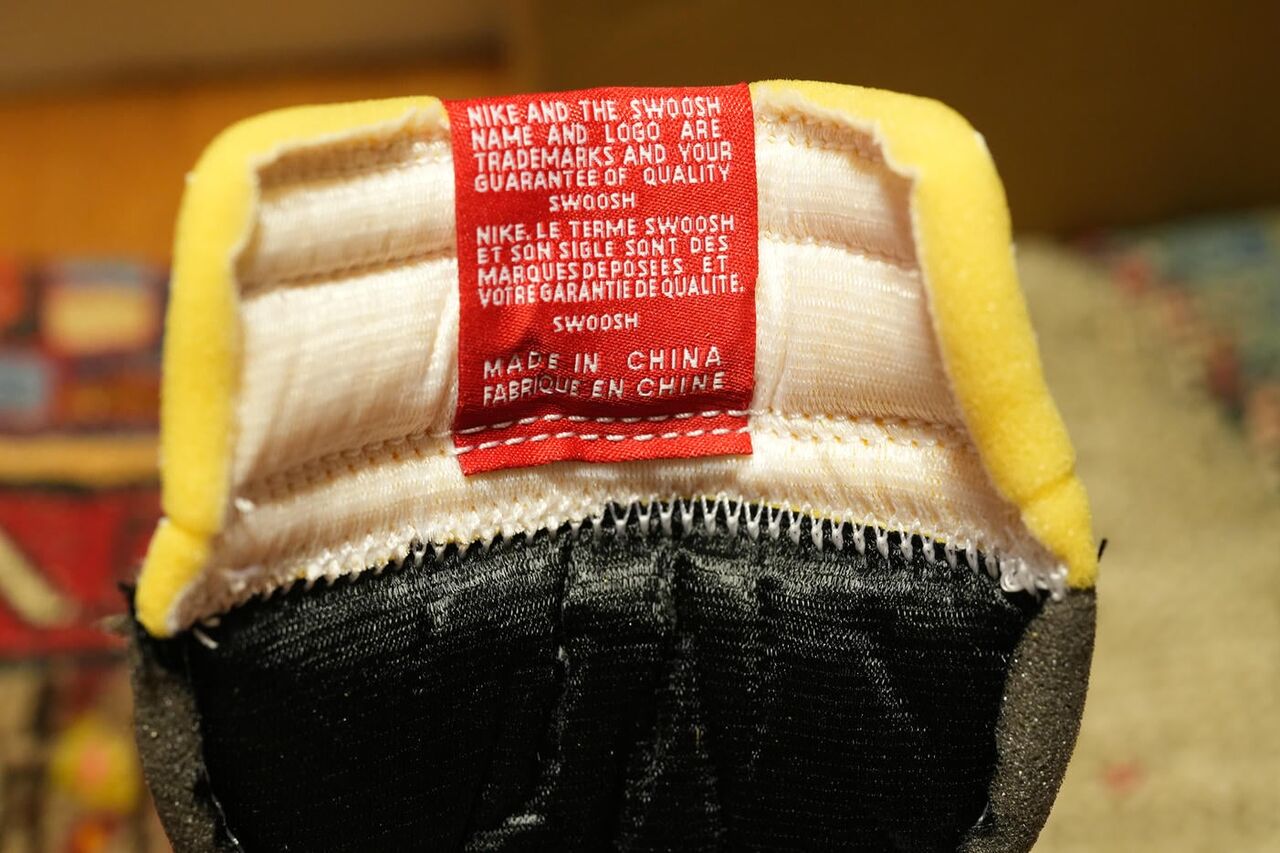 NIKE AND THE SWOOSH
NAME AND LOGO ARE
TRADEMARKS AND YOUR
GUARANTEE OF QUALITY
SWOOSH
NIKE. LE TERME SWOOSH
ET SON SIGLE SONT DES
MARQUES DEPOSEES ET
VOTRE GARANTIE DE QUALITE.
SWOOSH
MADE IN CHINA
FABRIQUE EN CHINE